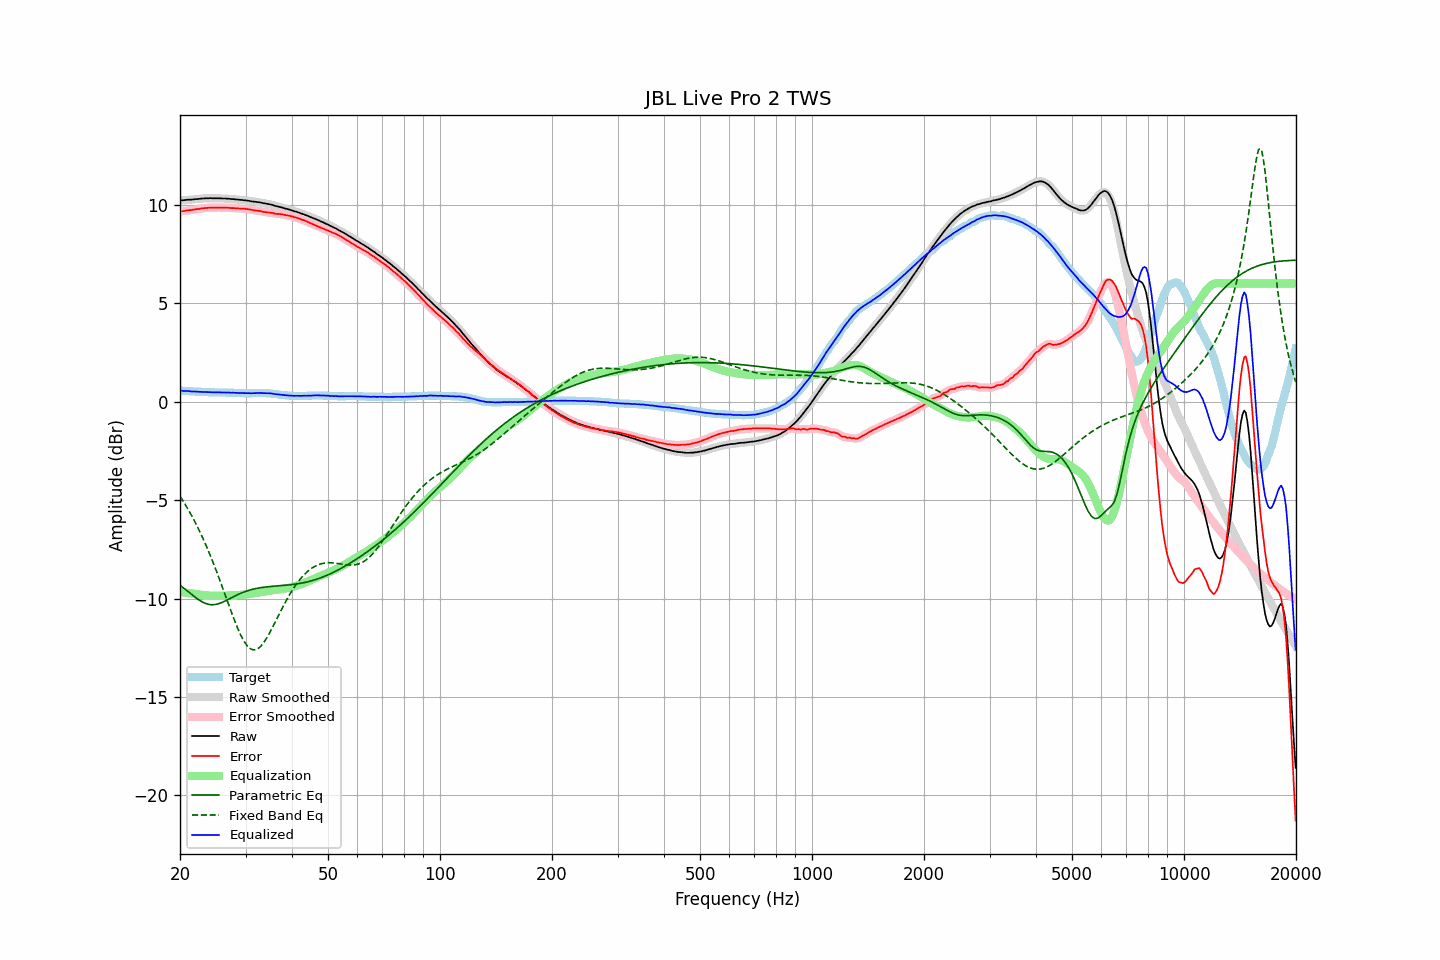 JBL Live Pro 2 TWS
Amplitude (dBr)
10
5
0
−5
−10
−15
−20
Target
Raw Smoothed
Error Smoothed
Raw
Error
Equalization
Parametric Eq
Fixed Band Eq
Equalized
20 50 100 200 500 1000 2000 5000 10000 20000
Frequency (Hz)